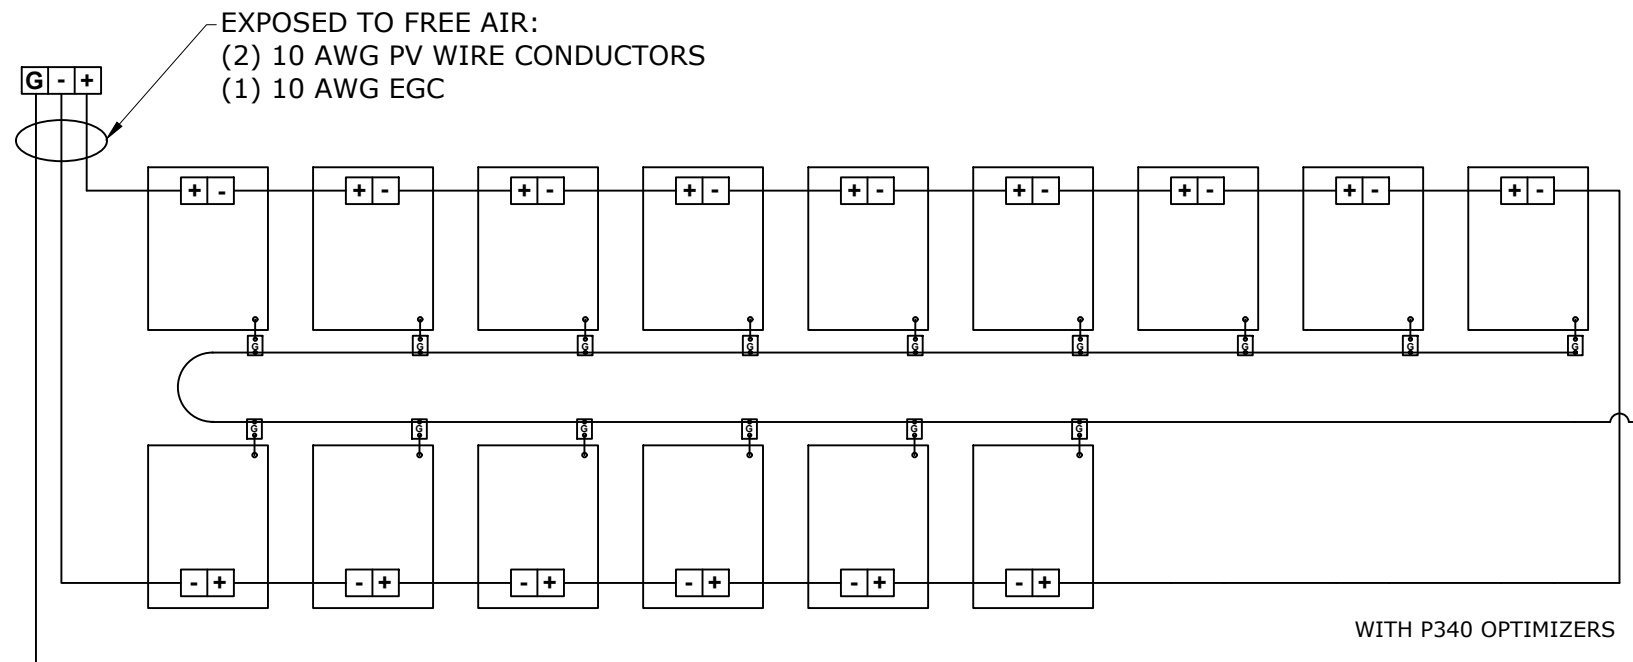 EXPOSED TO FREE AIR:
(2) 10 AWG PV WIRE CONDUCTORS
(1) 10 AWG EGC
G - +
+ - + - + - + - + - + - + - + - + -
G G G G G G G G G
G G G G G G
- + - + - + - + - + - +
WITH P340 OPTIMIZERS